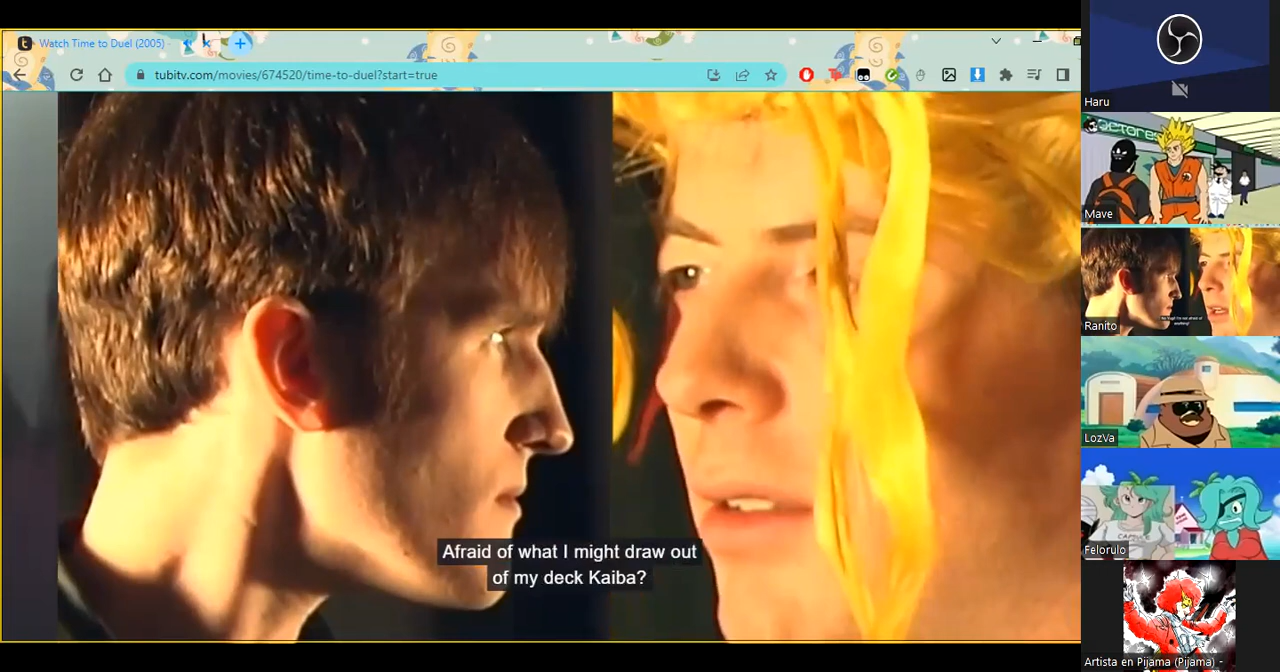 Watch Time to Duel (2005)
tubitv.com/movies/674520/time-to-duel?start=true
Afraid of what I might draw out
of my deck Kaiba?
Haru
Mave
Ranito
LozVa
Felorulo
Artista en Pijama (Pijama) -